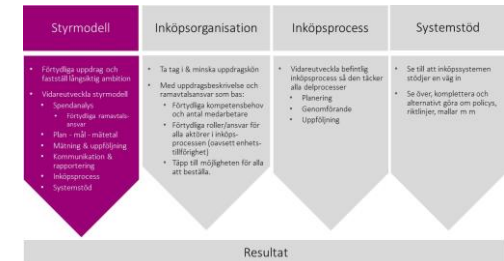 Styrmodell
Förtydliga uppdrag och
fastställ långsiktig ambition
Vidareutveckla styrmodell
Spendanalys
Förtydliga ramavtals-
ansvar
Plan - mål - mätetal
Mätning & uppföljning
Kommunikation &
rapportering
Inköpsprocess
Systemstöd
Inköpsorganisation
Ta tag i & minska uppdragskön
Med uppdragsbeskrivelse och
ramavtalsansvar som bas:
Förtydliga kompetensbehov
och antal medarbetare
Förtydliga roller/ansvar för
alla aktörer i inköps-
processen (oavsett enhets-
tillförighet)
Täpp till möjligheten för alla
att beställa.
Inköpsprocess
Vidareutveckla befintlig
inköpsprocess så den täcker
alla delprocesser
Planering
Genomförande
Uppföljning
Systemstöd
Se till att inköpssystemen
stödjer en väg in
Se över, komplettera och
alternativt göra om policys,
riktlinjer, mallar m m
Resultat